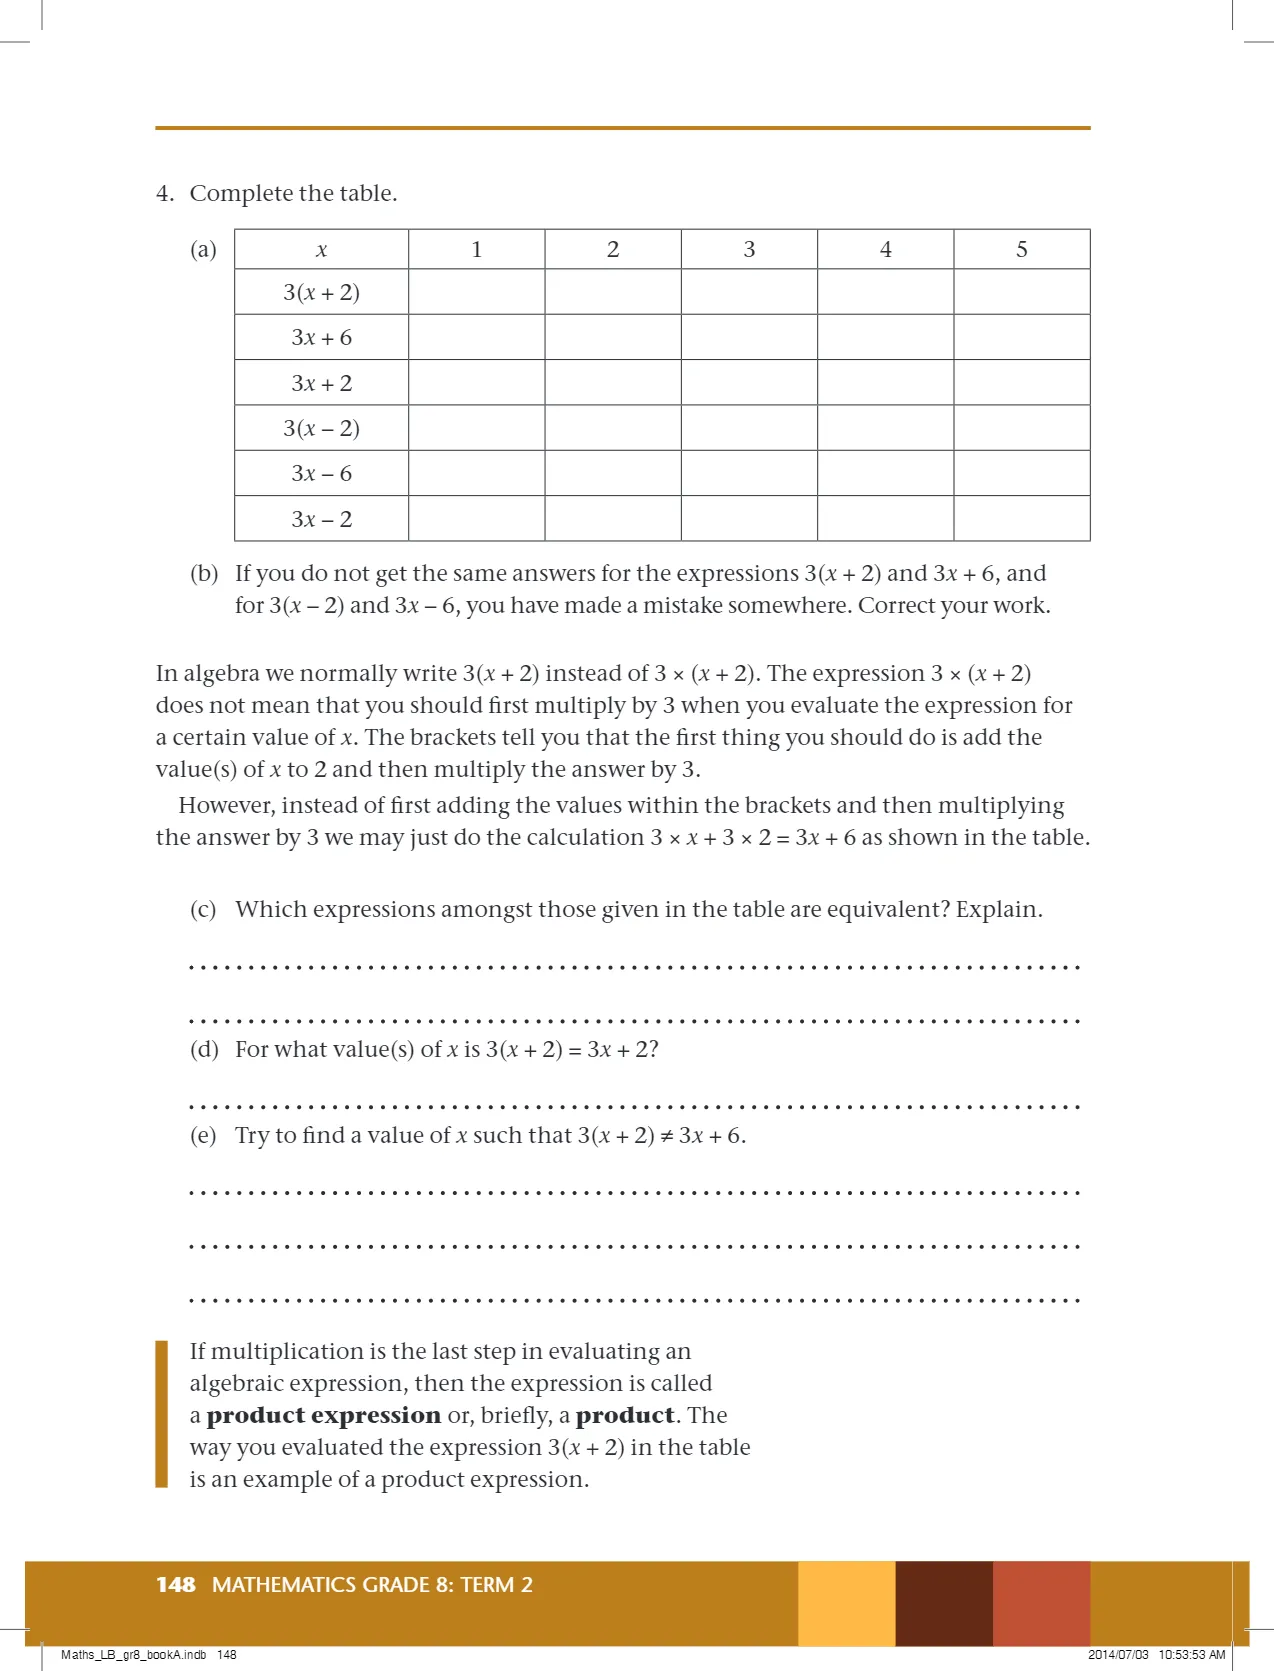 4. Complete the table.
(a) x 1 2 3 4 5
3(x + 2)
3x + 6
3x + 2
3(x – 2)
3x – 6
3x – 2
(b) If you do not get the same answers for the expressions 3(x + 2) and 3x + 6, and
for 3(x – 2) and 3x – 6, you have made a mistake somewhere. Correct your work.
In algebra we normally write 3(x + 2) instead of 3 × (x + 2). The expression 3 × (x + 2)
does not mean that you should first multiply by 3 when you evaluate the expression for
a certain value of x. The brackets tell you that the first thing you should do is add the
value(s) of x to 2 and then multiply the answer by 3.
However, instead of first adding the values within the brackets and then multiplying
the answer by 3 we may just do the calculation 3 × x + 3 × 2 = 3x + 6 as shown in the table.
(c) Which expressions amongst those given in the table are equivalent? Explain.
(d) For what value(s) of x is 3(x + 2) = 3x + 2?
(e) Try to find a value of x such that 3(x + 2) ≠ 3x + 6.
If multiplication is the last step in evaluating an
algebraic expression, then the expression is called
a product expression or, briefly, a product. The
way you evaluated the expression 3(x + 2) in the table
is an example of a product expression.
148 MATHEMATICS GRADE 8: TERM 2
Maths_LB_gr8_bookA.indb 148 2014/07/03 10:53:53 AM